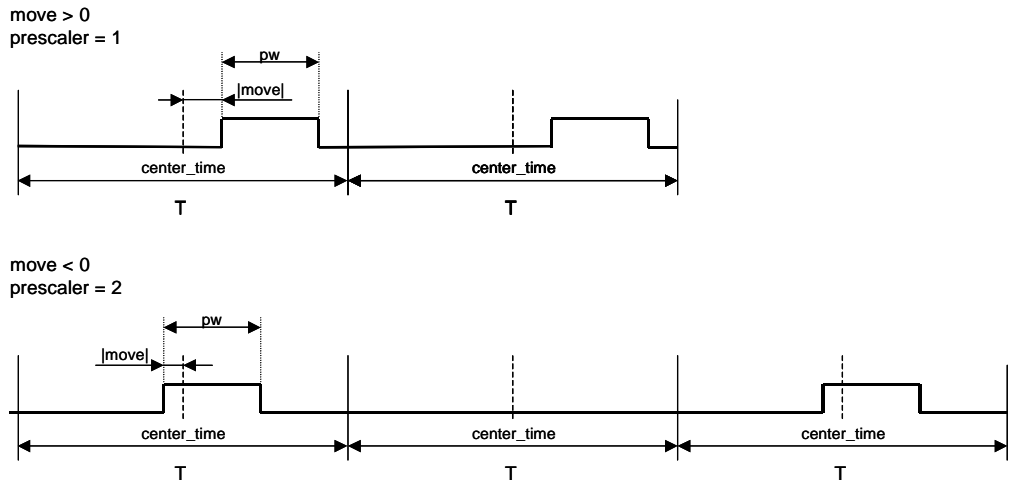 move > 0
prescaler = 1
pw
|move|
center_time
center_time
T
T
move < 0
prescaler = 2
pw
|move|
center_time
center_time
center_time
T
T
T